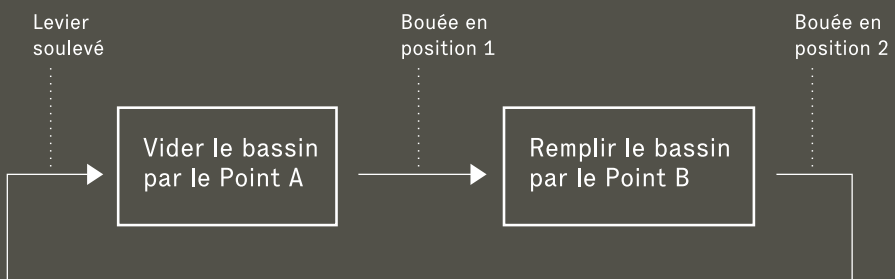 Levier
soulevé
Bouée en
position 1
Bouée en
position 2
Vider le bassin
par le Point A
Remplir le bassin
par le Point B